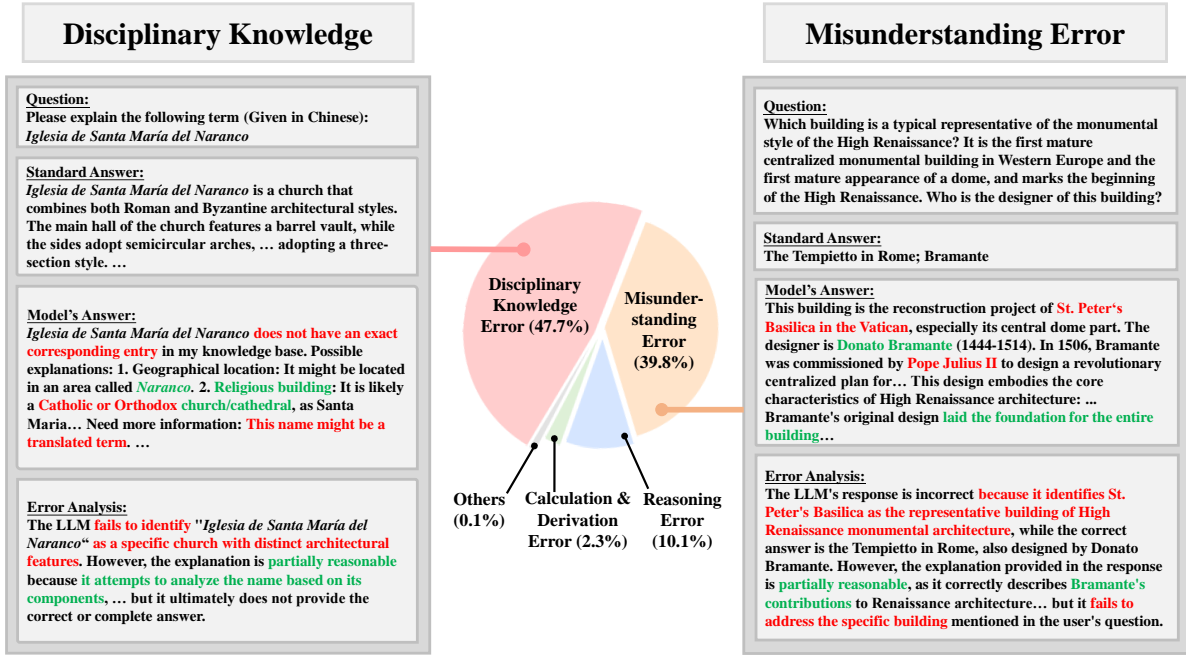 Disciplinary Knowledge
Question:
Please explain the following term (Given in Chinese):
Iglesia de Santa María del Naranco
Standard Answer:
Iglesia de Santa María del Naranco is a church that
combines both Roman and Byzantine architectural styles.
The main hall of the church features a barrel vault, while
the sides adopt semicircular arches, … adopting a three-
section style. …
Model's Answer:
Iglesia de Santa María del Naranco does not have an exact
corresponding entry in my knowledge base. Possible
explanations: 1. Geographical location: It might be located
in an area called Naranco. 2. Religious building: It is likely
a Catholic or Orthodox church/cathedral, as Santa
Maria… Need more information: This name might be a
translated term. …
Error Analysis:
The LLM fails to identify "Iglesia de Santa María del
Naranco“ as a specific church with distinct architectural
features. However, the explanation is partially reasonable
because it attempts to analyze the name based on its
components, … but it ultimately does not provide the
correct or complete answer.
Disciplinary
Knowledge
Error (47.7%)
Misunder-
standing
Error
(39.8%)
Others
(0.1%)
Calculation &
Derivation
Error (2.3%)
Reasoning
Error
(10.1%)
Misunderstanding Error
Question:
Which building is a typical representative of the monumental
style of the High Renaissance? It is the first mature
centralized monumental building in Western Europe and the
first mature appearance of a dome, and marks the beginning
of the High Renaissance. Who is the designer of this building?
Standard Answer:
The Tempietto in Rome; Bramante
Model's Answer:
This building is the reconstruction project of St. Peter‘s
Basilica in the Vatican, especially its central dome part. The
designer is Donato Bramante (1444-1514). In 1506, Bramante
was commissioned by Pope Julius II to design a revolutionary
centralized plan for… This design embodies the core
characteristics of High Renaissance architecture: ...
Bramante's original design laid the foundation for the entire
building…
Error Analysis:
The LLM's response is incorrect because it identifies St.
Peter's Basilica as the representative building of High
Renaissance monumental architecture, while the correct
answer is the Tempietto in Rome, also designed by Donato
Bramante. However, the explanation provided in the response
is partially reasonable, as it correctly describes Bramante's
contributions to Renaissance architecture… but it fails to
address the specific building mentioned in the user's question.